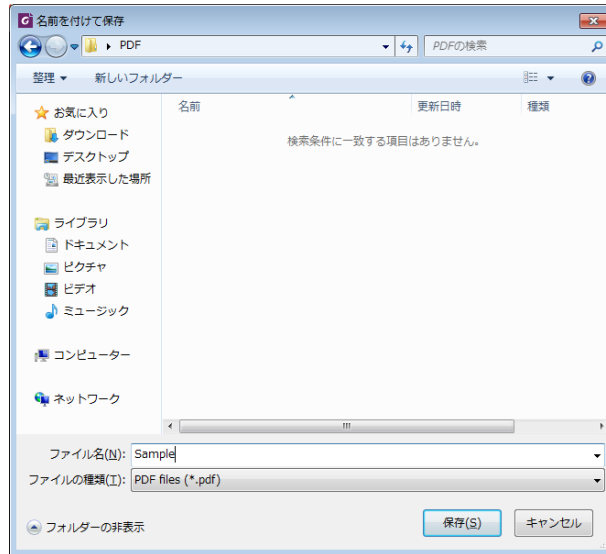 名前を付けて保存
PDF
PDFの検索
整理 新しいフォルダー
名前 更新日時 種類
検索条件に一致する項目はありません。
お気に入り
ダウンロード
デスクトップ
最近表示した場所
ライブラリ
ドキュメント
ピクチャ
ビデオ
ミュージック
コンピューター
ネットワーク
ファイル名(N): Sample
ファイルの種類(T): PDF files (*.pdf)
フォルダーの非表示 保存(S) キャンセル